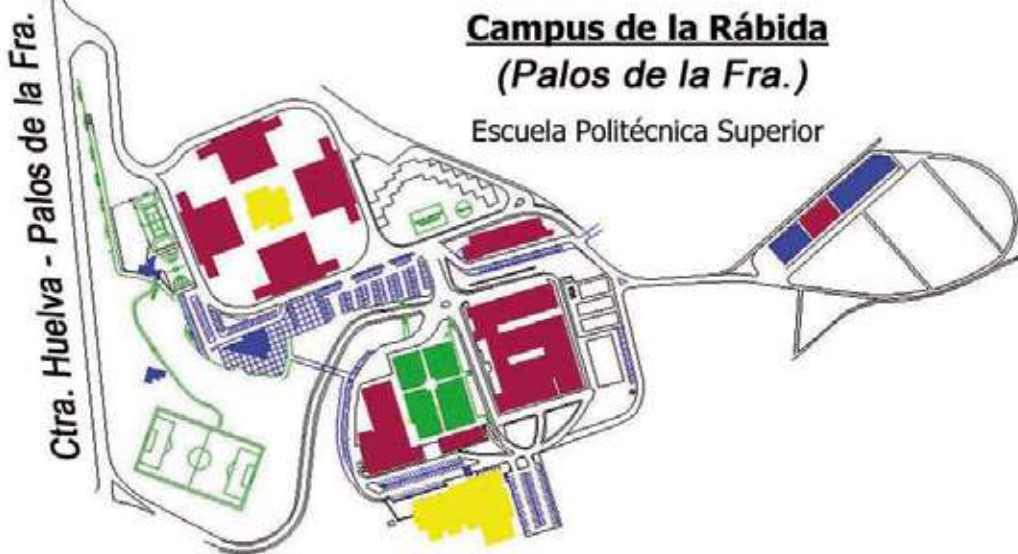 Campus de la Rábida
(Palos de la Fra.)
Escuela Politécnica Superior
Ctra. Huelva - Palos de la Fra.